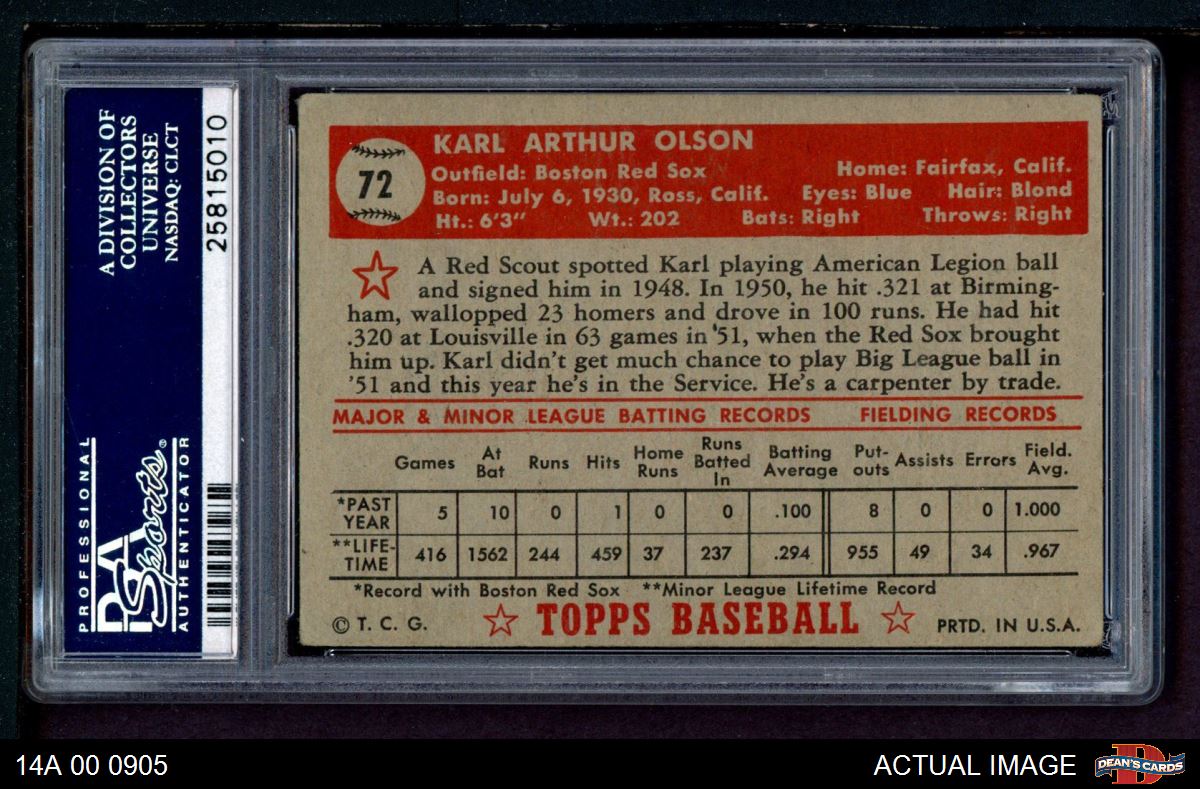 A DIVISION OF
COLLECTORS
UNIVERSE
NASDAQ: CLCT
25815010
PROFESSIONAL
PSA
Sports®
AUTHENTICATOR
72
KARL ARTHUR OLSON
Outfield: Boston Red Sox Home: Fairfax, Calif.
Born: July 6, 1930, Ross, Calif. Eyes: Blue Hair: Blond
Ht.: 6'3" Wt.: 202 Bats: Right Throws: Right
A Red Scout spotted Karl playing American Legion ball
and signed him in 1948. In 1950, he hit .321 at Birming-
ham, wallopped 23 homers and drove in 100 runs. He had hit
.320 at Louisville in 63 games in '51, when the Red Sox brought
him up. Karl didn't get much chance to play Big League ball in
'51 and this year he's in the Service. He's a carpenter by trade.
MAJOR & MINOR LEAGUE BATTING RECORDS FIELDING RECORDS
Games At Bat Runs Hits Home Runs Runs Batted In Batting Average Put-outs Assists Errors Field. Avg.
*PAST YEAR 5 10 0 1 0 0 .100 8 0 0 1.000
**LIFE-TIME 416 1562 244 459 37 237 .294 955 49 34 .967
*Record with Boston Red Sox **Minor League Lifetime Record
© T. C. G. TOPPS BASEBALL PRTD. IN U.S.A.
14A 00 0905 ACTUAL IMAGE
DEAN'S CARDS